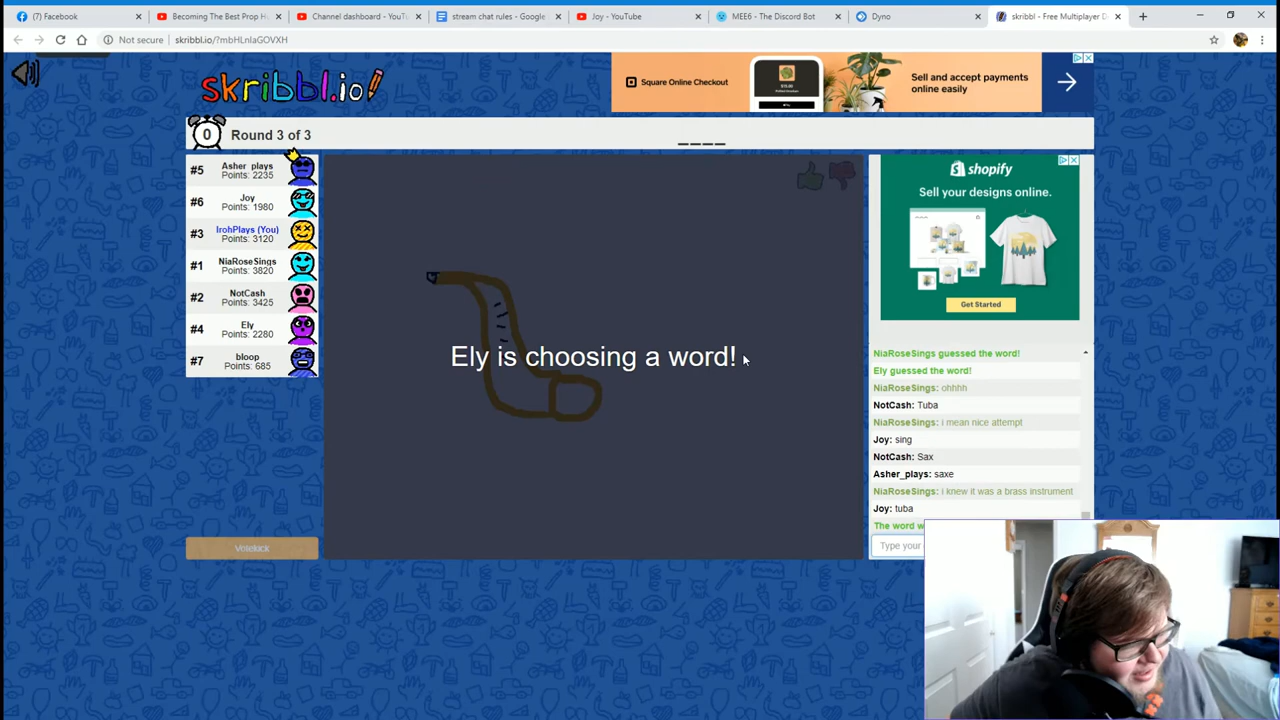 (7) Facebook
Becoming The Best Prop H
Channel dashboard - YouTu
stream chat rules - Google
Joy - YouTube
MEE6 - The Discord Bot
Dyno
skribbl - Free Multiplayer D
Not secure | skribbl.io/?mbHLnlaGOVXH
skribbl.io
Square Online Checkout
Sell and accept payments
online easily
0
Round 3 of 3
____
#5 Asher_plays
Points: 2235
#6 Joy
Points: 1980
#3 IrohPlays (You)
Points: 3120
#1 NiaRoseSings
Points: 3820
#2 NotCash
Points: 3425
#4 Ely
Points: 2280
#7 bloop
Points: 685
Votekick
Ely is choosing a word!
shopify
Sell your designs online.
Get Started
NiaRoseSings guessed the word!
Ely guessed the word!
NiaRoseSings: ohhhh
NotCash: Tuba
NiaRoseSings: i mean nice attempt
Joy: sing
NotCash: Sax
Asher_plays: saxe
NiaRoseSings: i knew it was a brass instrument
Joy: tuba
The word w
Type your